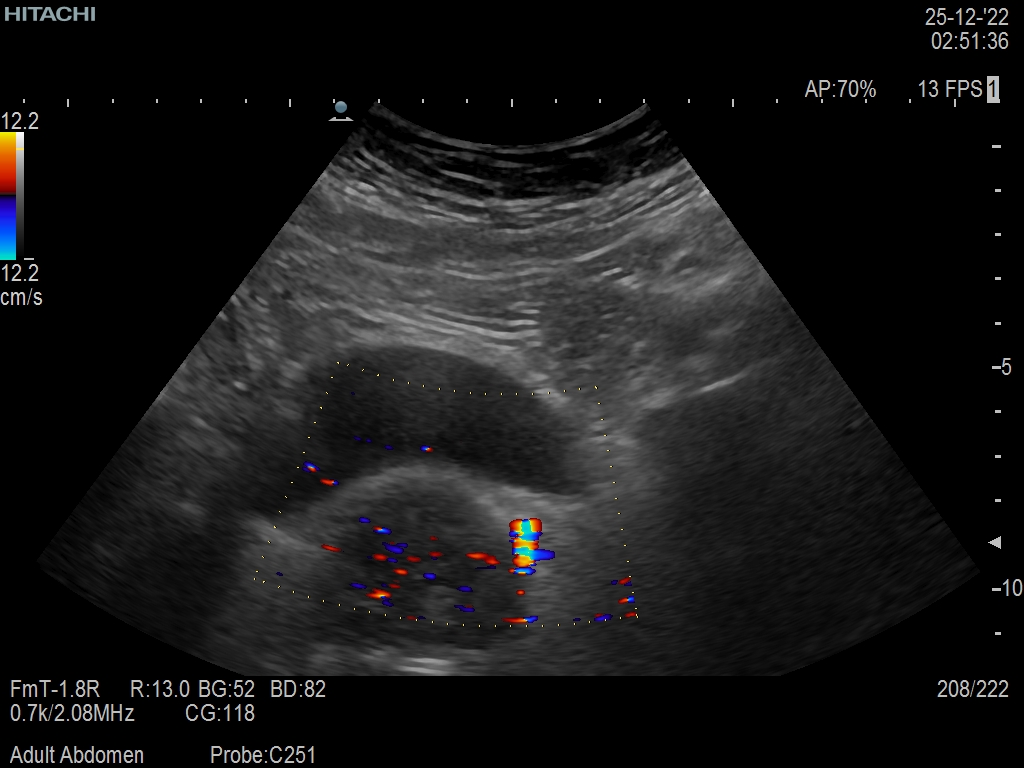 HITACHI
25-12-'22
02:51:36
AP:70% 13 FPS 1
12.2
12.2
cm/s
5
10
FmT-1.8R R:13.0 BG:52 BD:82
208/222
0.7k/2.08MHz CG:118
Adult Abdomen Probe:C251